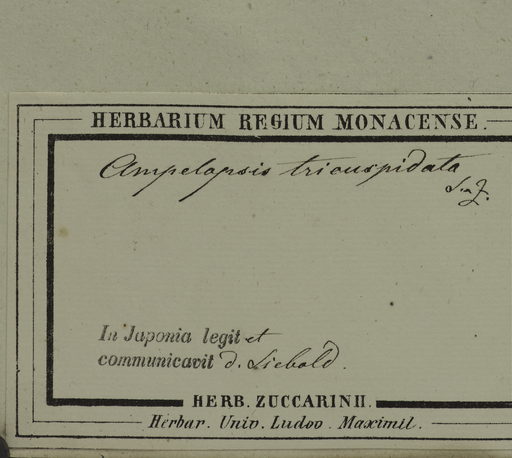 HERBARIUM REGIUM MONACENSE.
Ampelopsis tricuspidata
S. Z.
In Japonia legit et
communicavit d. Siebold.
HERB. ZUCCARINII.
Herbar. Univ. Ludov. Maximil.